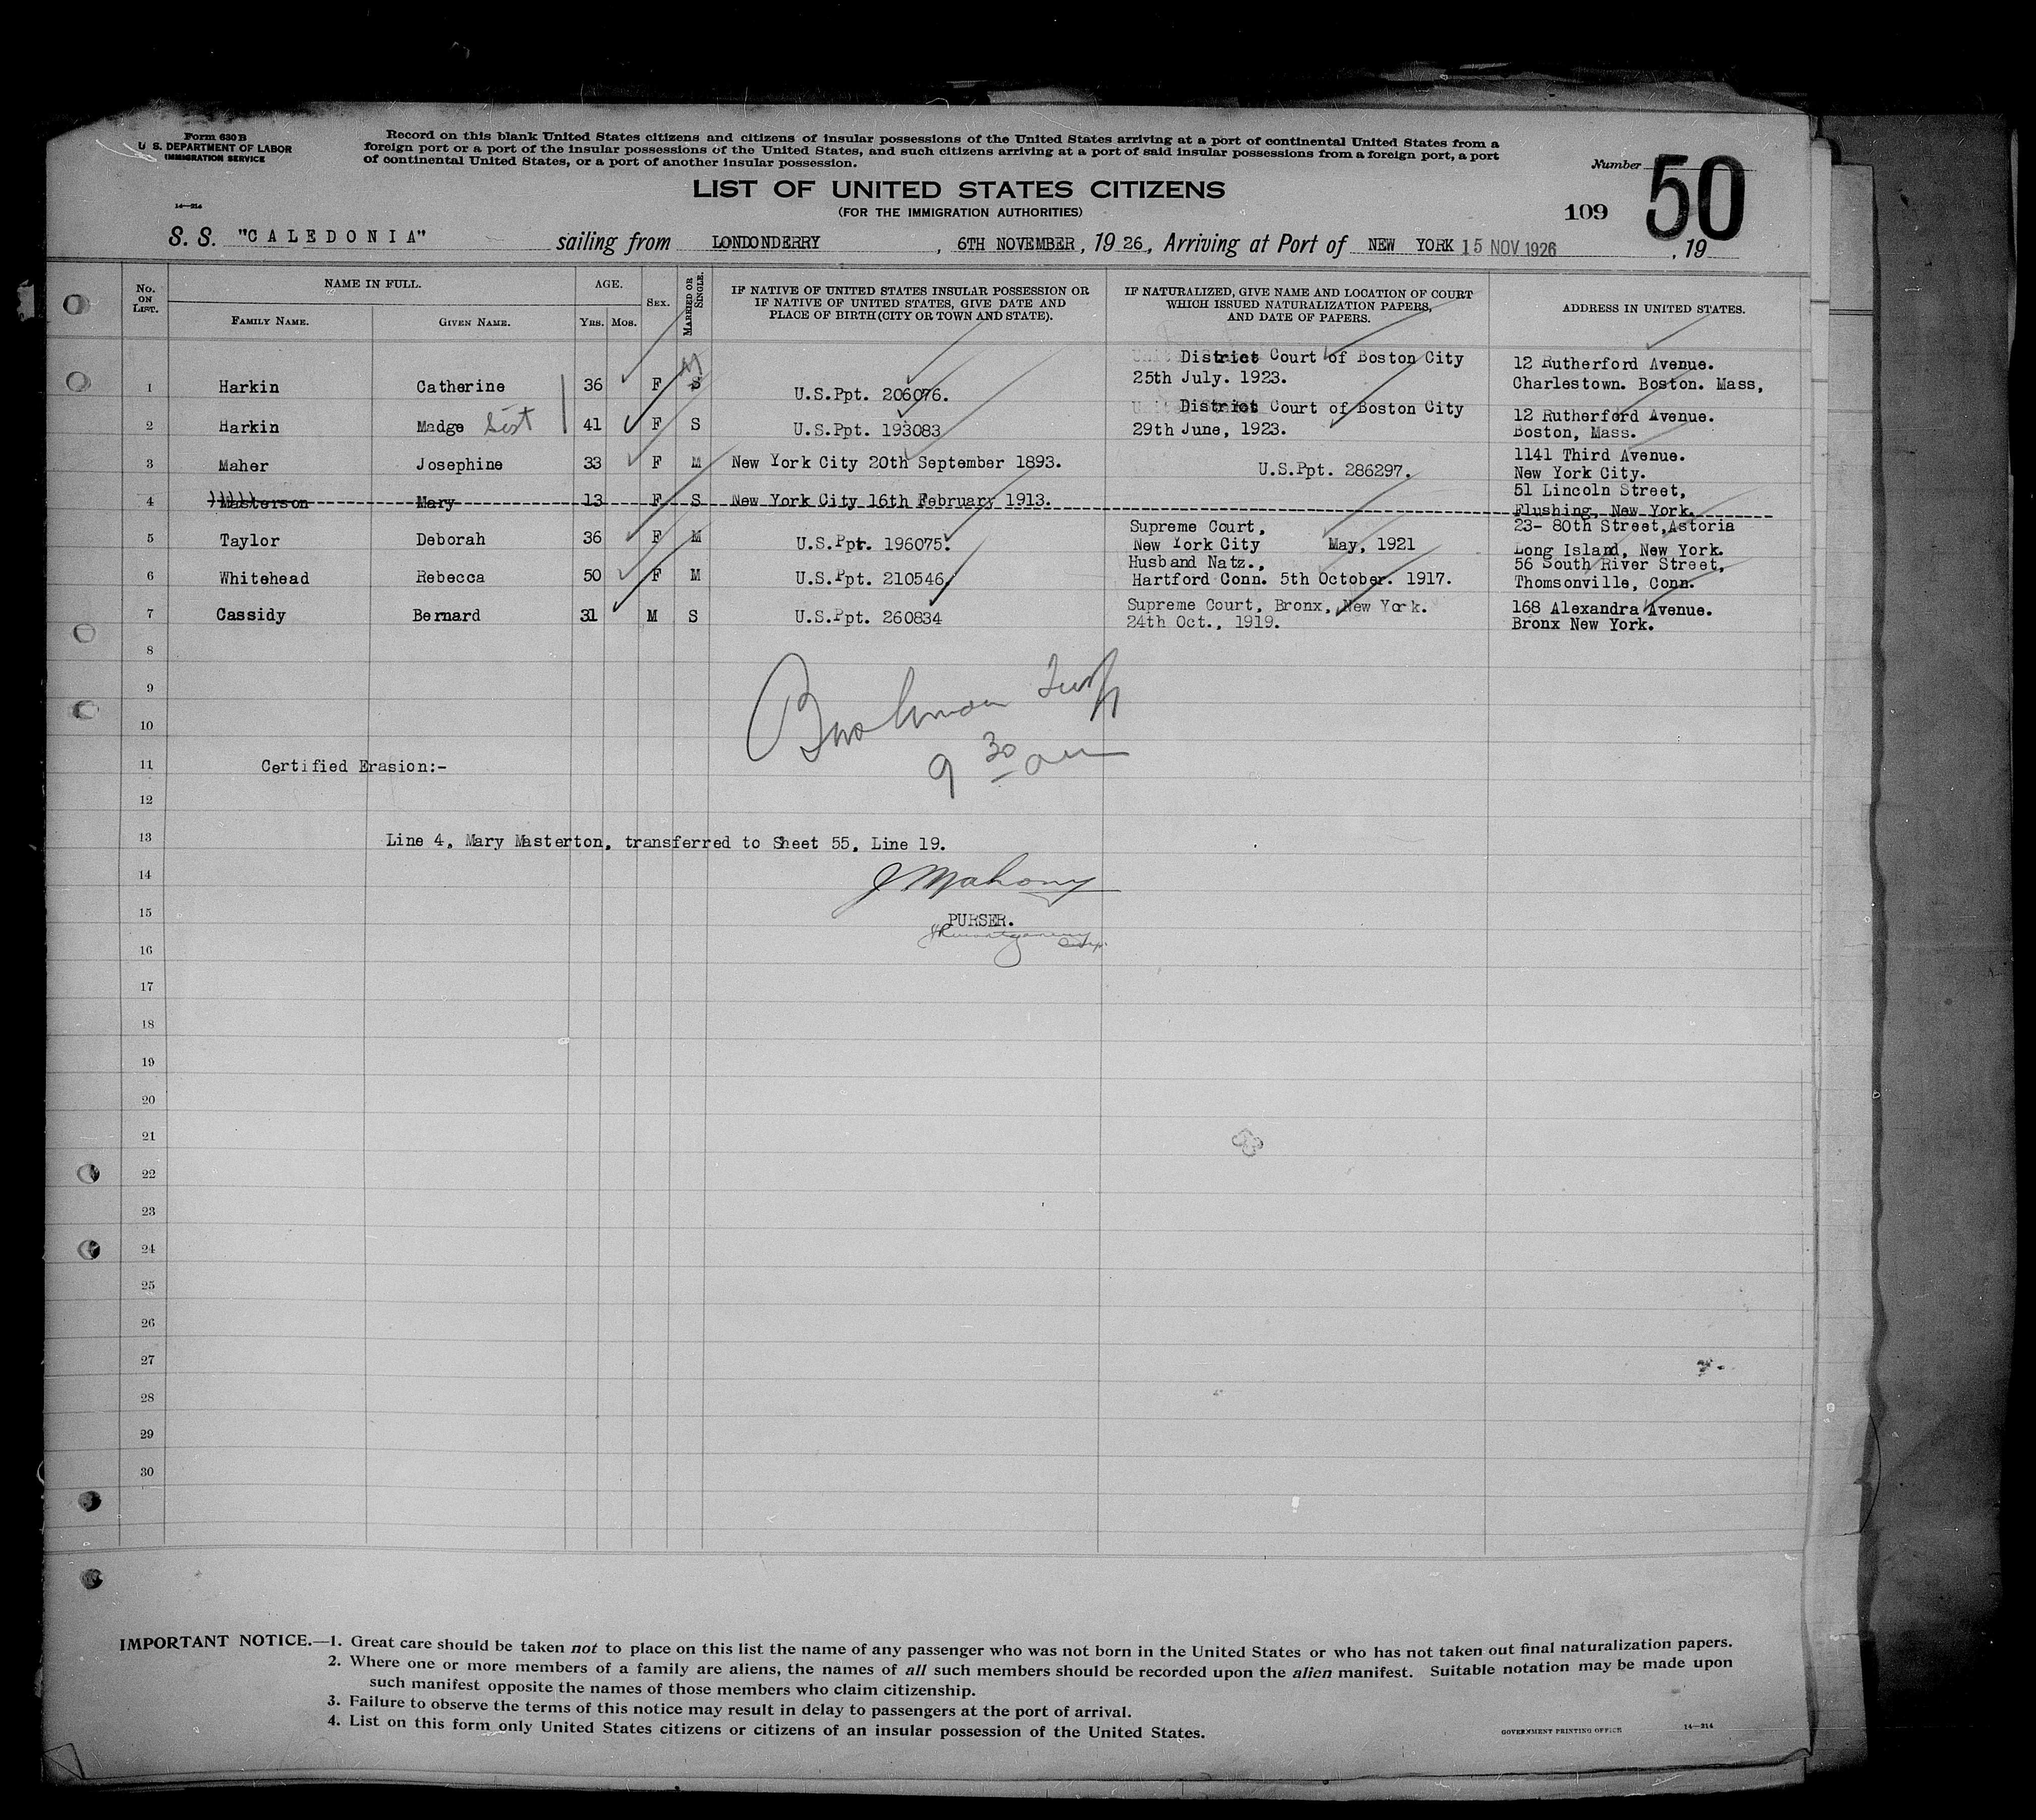 Form 630 B
U. S. DEPARTMENT OF LABOR
IMMIGRATION SERVICE
14—214
Record on this blank United States citizens and citizens of insular possessions of the United States arriving at a port of continental United States from a
foreign port or a port of the insular possessions of the United States, and such citizens arriving at a port of said insular possessions from a foreign port, a port
of continental United States, or a port of another insular possession.
Number 50
LIST OF UNITED STATES CITIZENS
(FOR THE IMMIGRATION AUTHORITIES)
109
S. S. "CALEDONIA" sailing from LONDONDERRY, 6TH NOVEMBER, 1926, Arriving at Port of NEW YORK 15 NOV 1926, 19
No. ON LIST.
NAME IN FULL.
FAMILY NAME.
GIVEN NAME.
AGE.
YRS. MOS.
SEX.
MARRIED OR SINGLE.
IF NATIVE OF UNITED STATES INSULAR POSSESSION OR
IF NATIVE OF UNITED STATES, GIVE DATE AND
PLACE OF BIRTH (CITY OR TOWN AND STATE).
IF NATURALIZED, GIVE NAME AND LOCATION OF COURT
WHICH ISSUED NATURALIZATION PAPERS,
AND DATE OF PAPERS.
ADDRESS IN UNITED STATES.
District Court of Boston City 12 Rutherford Avenue.
1 Harkin Catherine 36 F S M U.S.Ppt. 206076. 25th July. 1923. Charlestown. Boston. Mass,
District Court of Boston City 12 Rutherford Avenue.
2 Harkin Madge Sist 41 F S U.S.Ppt. 193083 29th June, 1923. Boston, Mass.
3 Maher Josephine 33 F M New York City 20th September 1893. U.S.Ppt. 286297. 1141 Third Avenue.
New York City.
4 Masterson Mary 13 F S New York City 16th February 1913. 51 Lincoln Street,
Flushing, New York.
5 Taylor Deborah 36 F M U.S.Ppt. 196075. Supreme Court, 23- 80th Street,Astoria
New York City May, 1921 Long Island, New York.
6 Whitehead Rebecca 50 F M U.S.Ppt. 210546 Husband Natz., 56 South River Street,
Hartford Conn. 5th October. 1917. Thomsonville, Conn.
7 Cassidy Bernard 31 M S U.S.Ppt. 260834 Supreme Court, Bronx, New York. 168 Alexandra Avenue.
24th Oct., 1919. Bronx New York.
8
9
10
9 30 am
11 Certified Erasion:-
12
13 Line 4, Mary Masterton, transferred to Sheet 55, Line 19.
14 J Mahony
15 PURSER.
16
17
18
19
20
21
22
23
24
25
26
27
28
29
30
IMPORTANT NOTICE.—1. Great care should be taken not to place on this list the name of any passenger who was not born in the United States or who has not taken out final naturalization papers.
2. Where one or more members of a family are aliens, the names of all such members should be recorded upon the alien manifest. Suitable notation may be made upon
such manifest opposite the names of those members who claim citizenship.
3. Failure to observe the terms of this notice may result in delay to passengers at the port of arrival.
4. List on this form only United States citizens or citizens of an insular possession of the United States.
GOVERNMENT PRINTING OFFICE 14—214